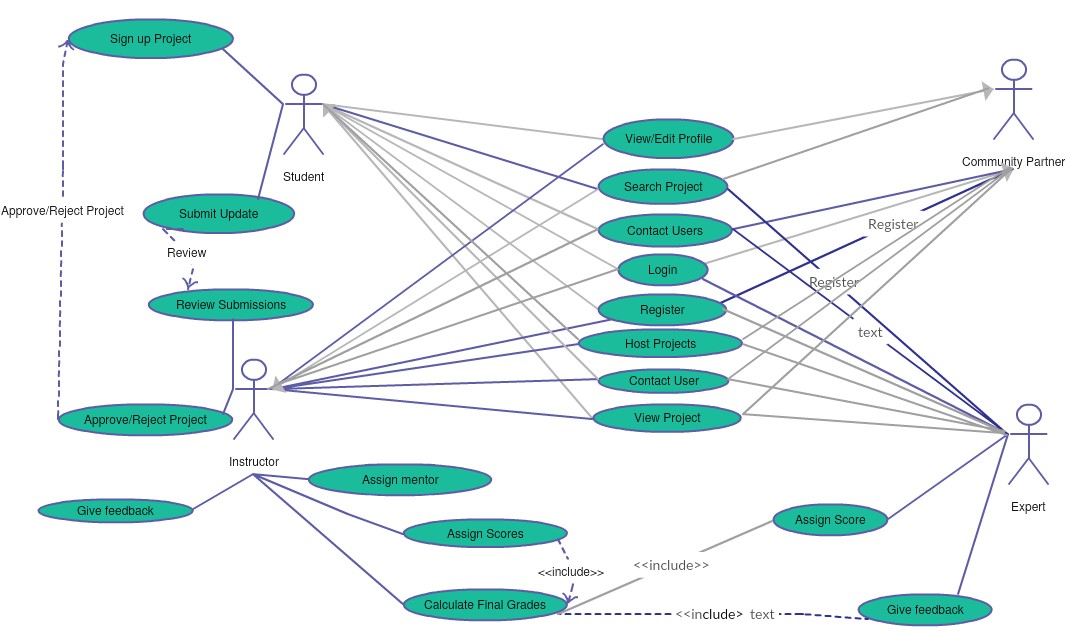 Sign up Project
Student
View/Edit Profile
Community Partner
Search Project
Approve/Reject Project
Submit Update
Contact Users
Register
Review
Login
Register
Review Submissions
Register
text
Host Projects
Contact User
Approve/Reject Project
View Project
Instructor
Assign mentor
Give feedback
Expert
Assign Scores
Assign Score
<<include>>
<<include>>
Calculate Final Grades
<<include> text
Give feedback